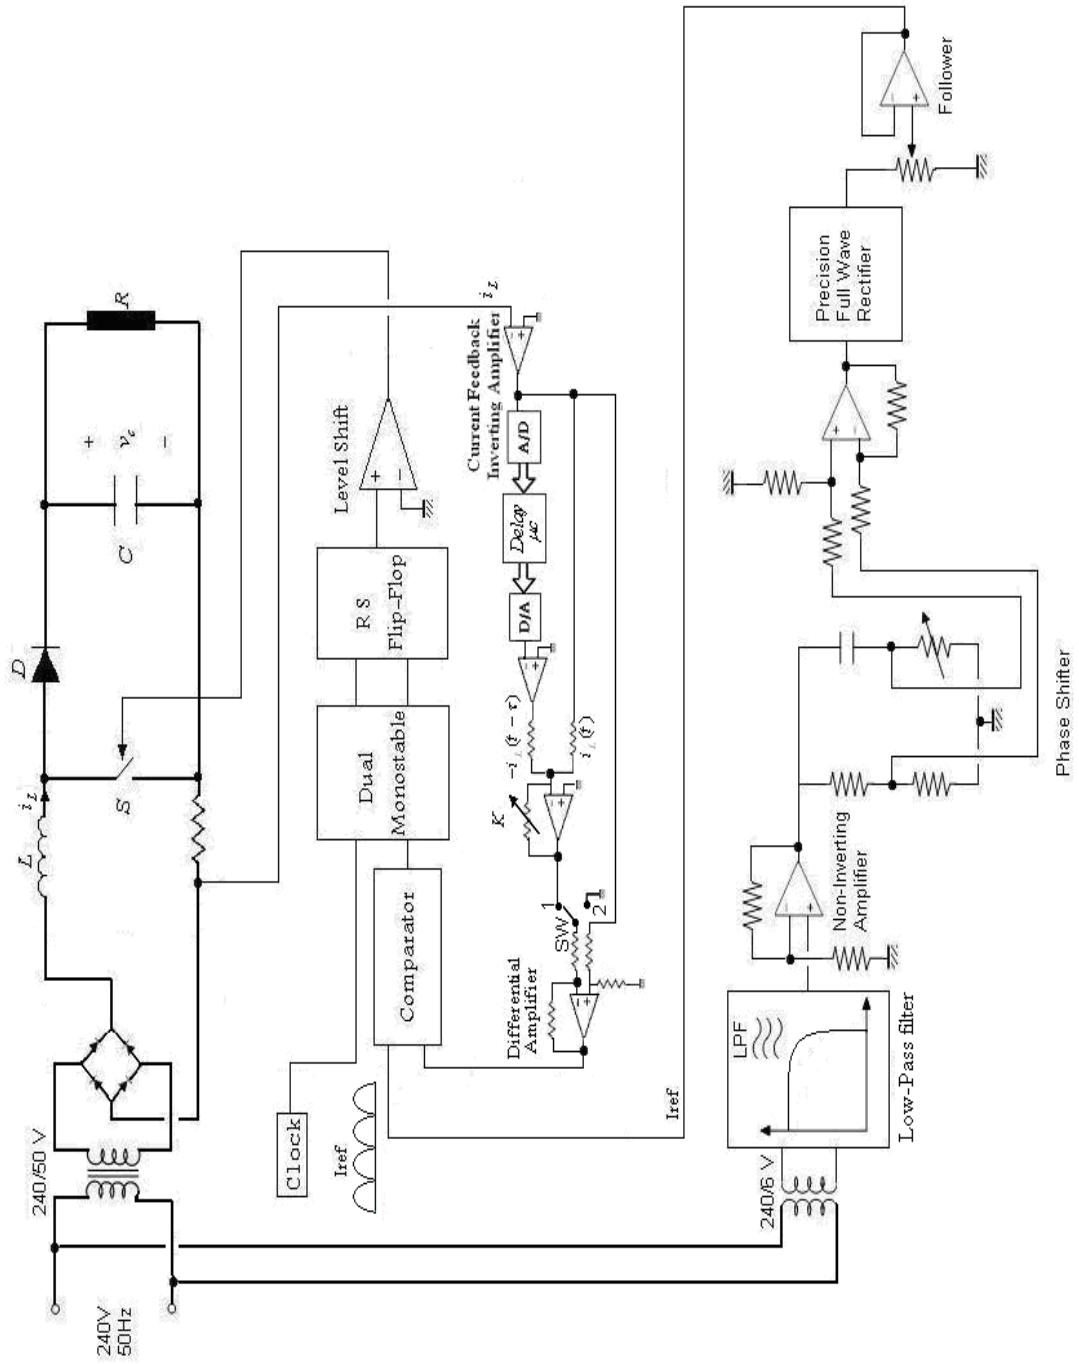 240V
50Hz
240/50 V
L
i_L
S
D
C
+
v_c
−
R
Clock
Iref
Comparator
Dual
Monostable
R S
Flip-Flop
Level Shift
+
−
Current Feedback
Inverting Amplifier
i_L
−
+
A/D
Delay
μc
D/A
−
+
−i_L(t − τ)
i_L(t)
K
−
+
SW
1
2
Differential
Amplifier
−
+
Iref
240/6 V
LPF
Low-Pass filter
Non-Inverting
Amplifier
−
+
Phase Shifter
+
−
Precision
Full Wave
Rectifier
−
+
Follower